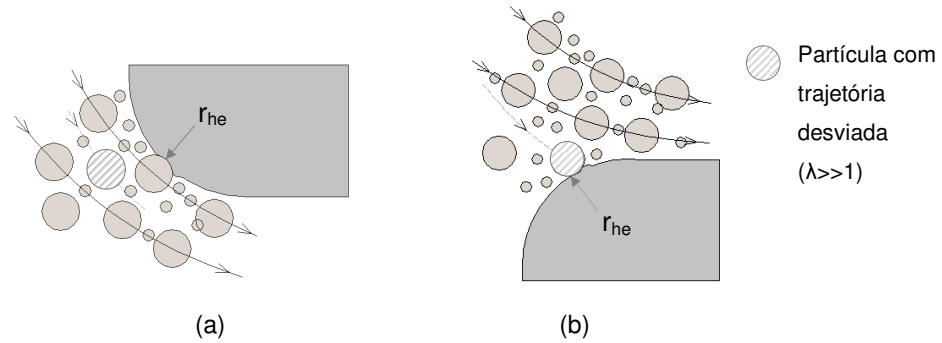 r_he
r_he
Partícula com
trajetória
desviada
(λ>>1)
(a)
(b)